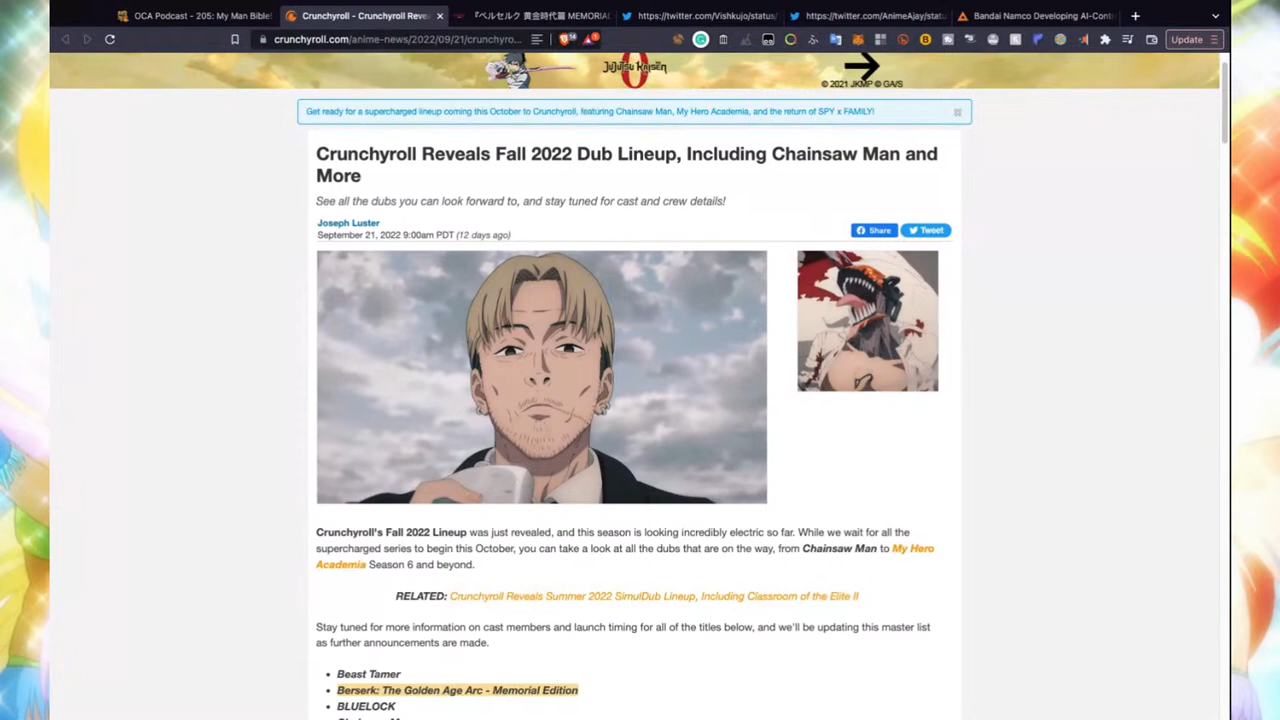 OCA Podcast - 205: My Man Bible!
Crunchyroll - Crunchyroll Reve
『ベルセルク 黄金時代篇 MEMORIAL
https://twitter.com/Vishkujo/status/
https://twitter.com/AnimeAjay/statu
Bandai Namco Developing AI-Contr
crunchyroll.com/anime-news/2022/09/21/crunchyro...
Update
JUJUTSU KAISEN
0
© 2021 JKMP © GA/S
Get ready for a supercharged lineup coming this October to Crunchyroll, featuring Chainsaw Man, My Hero Academia, and the return of SPY x FAMILY!
Crunchyroll Reveals Fall 2022 Dub Lineup, Including Chainsaw Man and
More
See all the dubs you can look forward to, and stay tuned for cast and crew details!
Joseph Luster
September 21, 2022 9:00am PDT (12 days ago)
Share
Tweet
Crunchyroll's Fall 2022 Lineup was just revealed, and this season is looking incredibly electric so far. While we wait for all the
supercharged series to begin this October, you can take a look at all the dubs that are on the way, from Chainsaw Man to My Hero
Academia Season 6 and beyond.
RELATED: Crunchyroll Reveals Summer 2022 SimulDub Lineup, Including Classroom of the Elite II
Stay tuned for more information on cast members and launch timing for all of the titles below, and we'll be updating this master list
as further announcements are made.
• Beast Tamer
• Berserk: The Golden Age Arc - Memorial Edition
• BLUELOCK